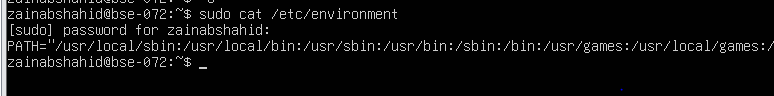 zainabshahid@bse-072:~$ sudo cat /etc/environment
[sudo] password for zainabshahid:
PATH="/usr/local/sbin:/usr/local/bin:/usr/sbin:/usr/bin:/sbin:/bin:/usr/games:/usr/local/games:/
zainabshahid@bse-072:~$ _